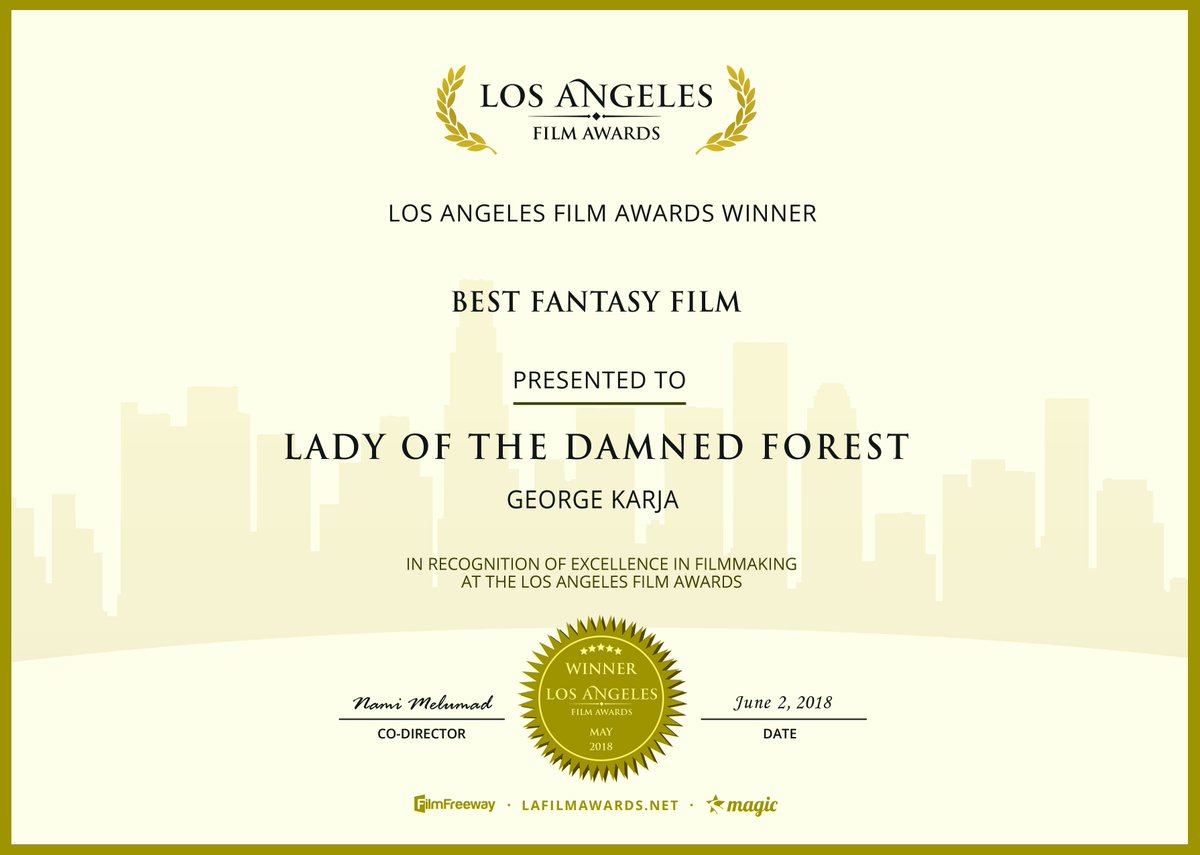 LOS ANGELES
FILM AWARDS
LOS ANGELES FILM AWARDS WINNER
BEST FANTASY FILM
PRESENTED TO
LADY OF THE DAMNED FOREST
GEORGE KARJA
IN RECOGNITION OF EXCELLENCE IN FILMMAKING
AT THE LOS ANGELES FILM AWARDS
WINNER
LOS ANGELES
FILM AWARDS
MAY
2018
Nami Melumad
CO-DIRECTOR
June 2, 2018
DATE
FilmFreeway · LAFILMAWARDS.NET · magic